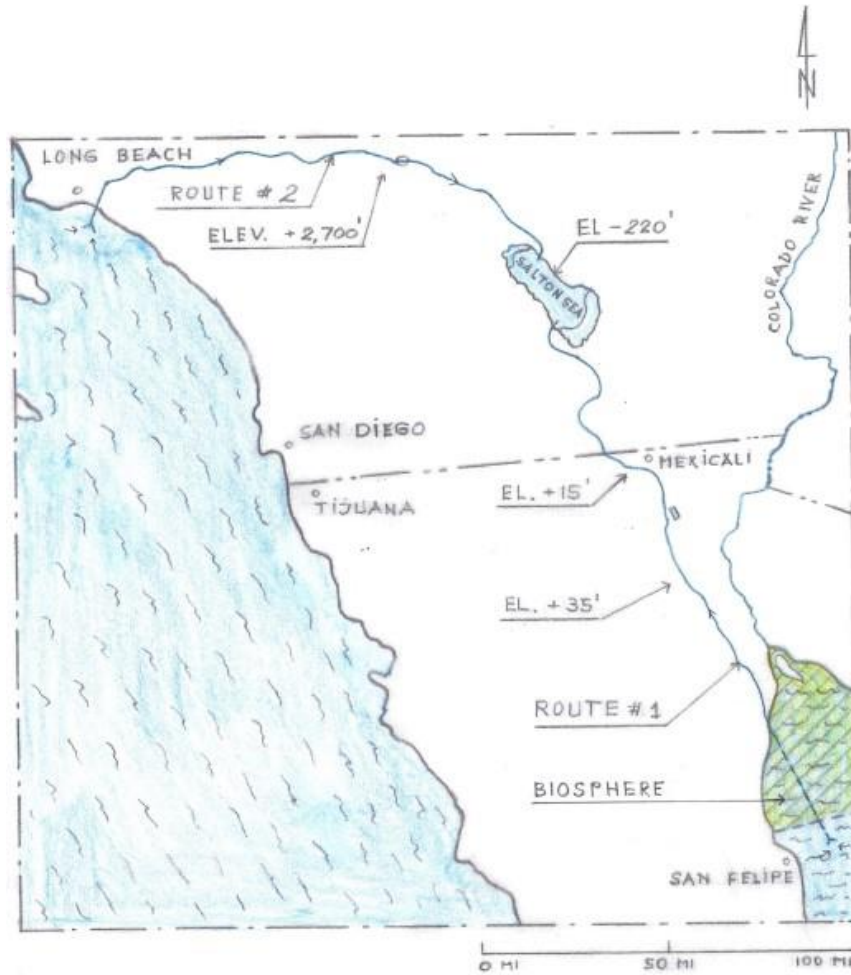 N
LONG BEACH
ROUTE # 2
ELEV. +2,700'
EL -220'
SALTON SEA
COLORADO RIVER
SAN DIEGO
TIJUANA
MEXICALI
EL. +15'
EL. +35'
ROUTE # 1
BIOSPHERE
SAN FELIPE
0 MI 50 MI 100 MI